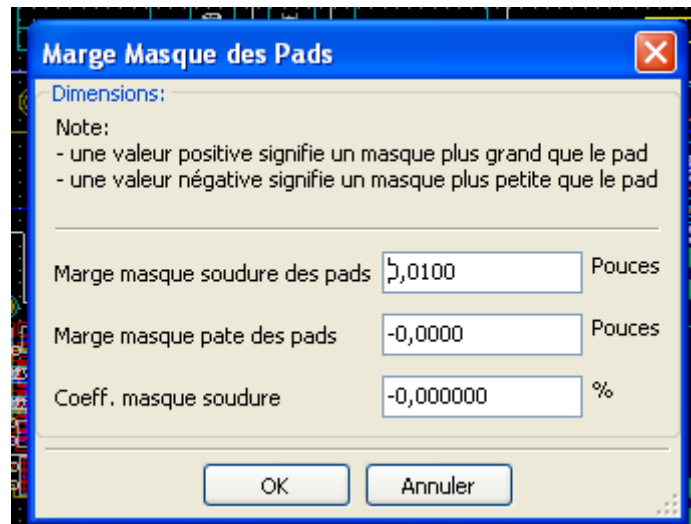 Marge Masque des Pads
Dimensions:
Note:
- une valeur positive signifie un masque plus grand que le pad
- une valeur négative signifie un masque plus petite que le pad
Marge masque soudure des pads 0,0100 Pouces
Marge masque pate des pads -0,0000 Pouces
Coeff. masque soudure -0,000000 %
OK Annuler